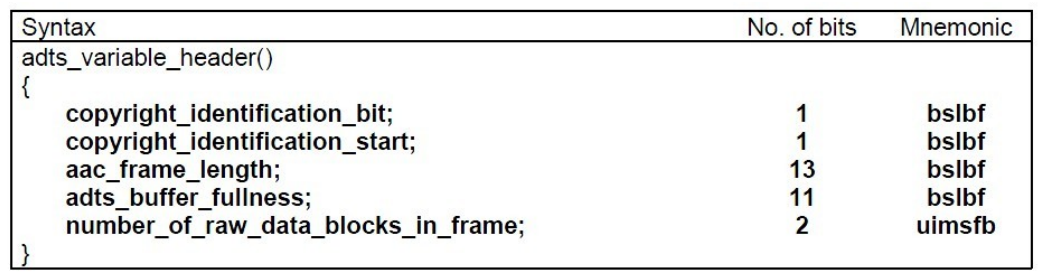 Syntax No. of bits Mnemonic
adts_variable_header()
{
copyright_identification_bit; 1 bslbf
copyright_identification_start; 1 bslbf
aac_frame_length; 13 bslbf
adts_buffer_fullness; 11 bslbf
number_of_raw_data_blocks_in_frame; 2 uimsfb
}